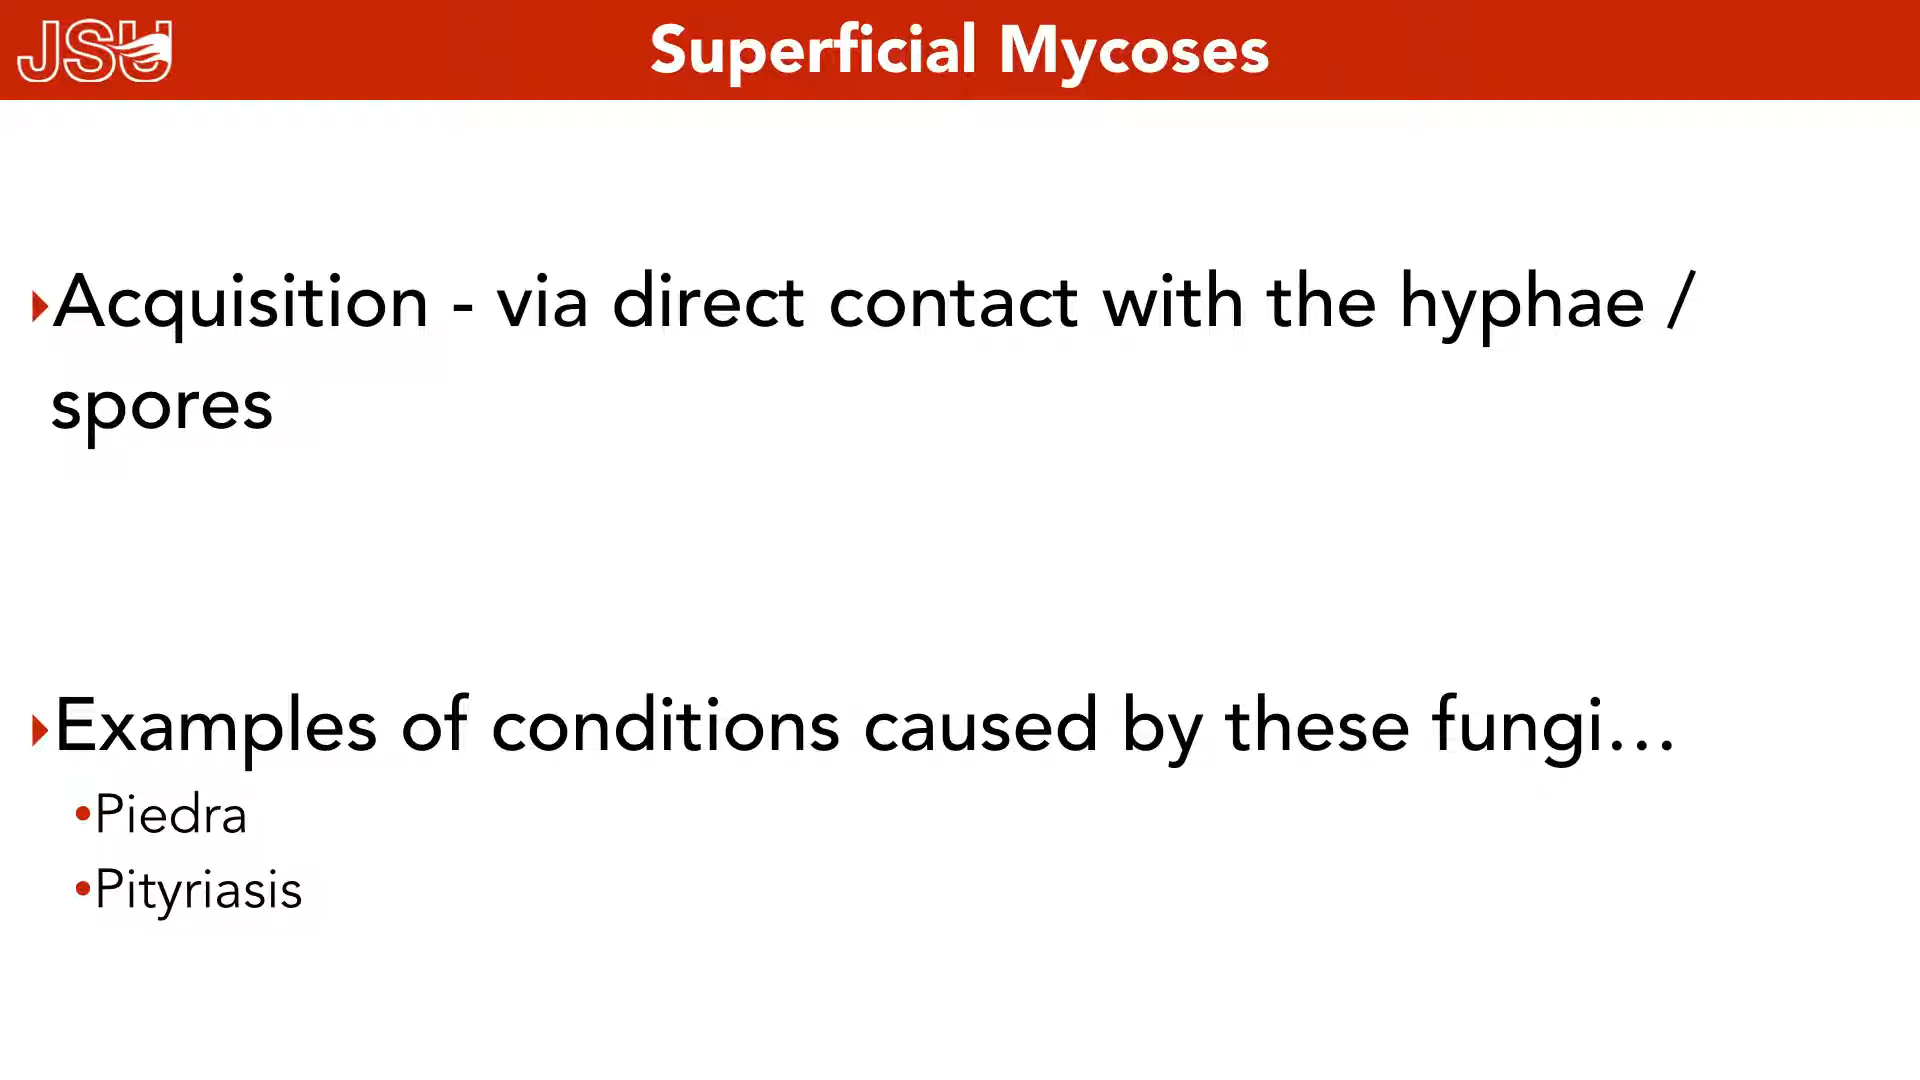 JSU
Superficial Mycoses
‣Acquisition - via direct contact with the hyphae /
spores
‣Examples of conditions caused by these fungi…
•Piedra
•Pityriasis